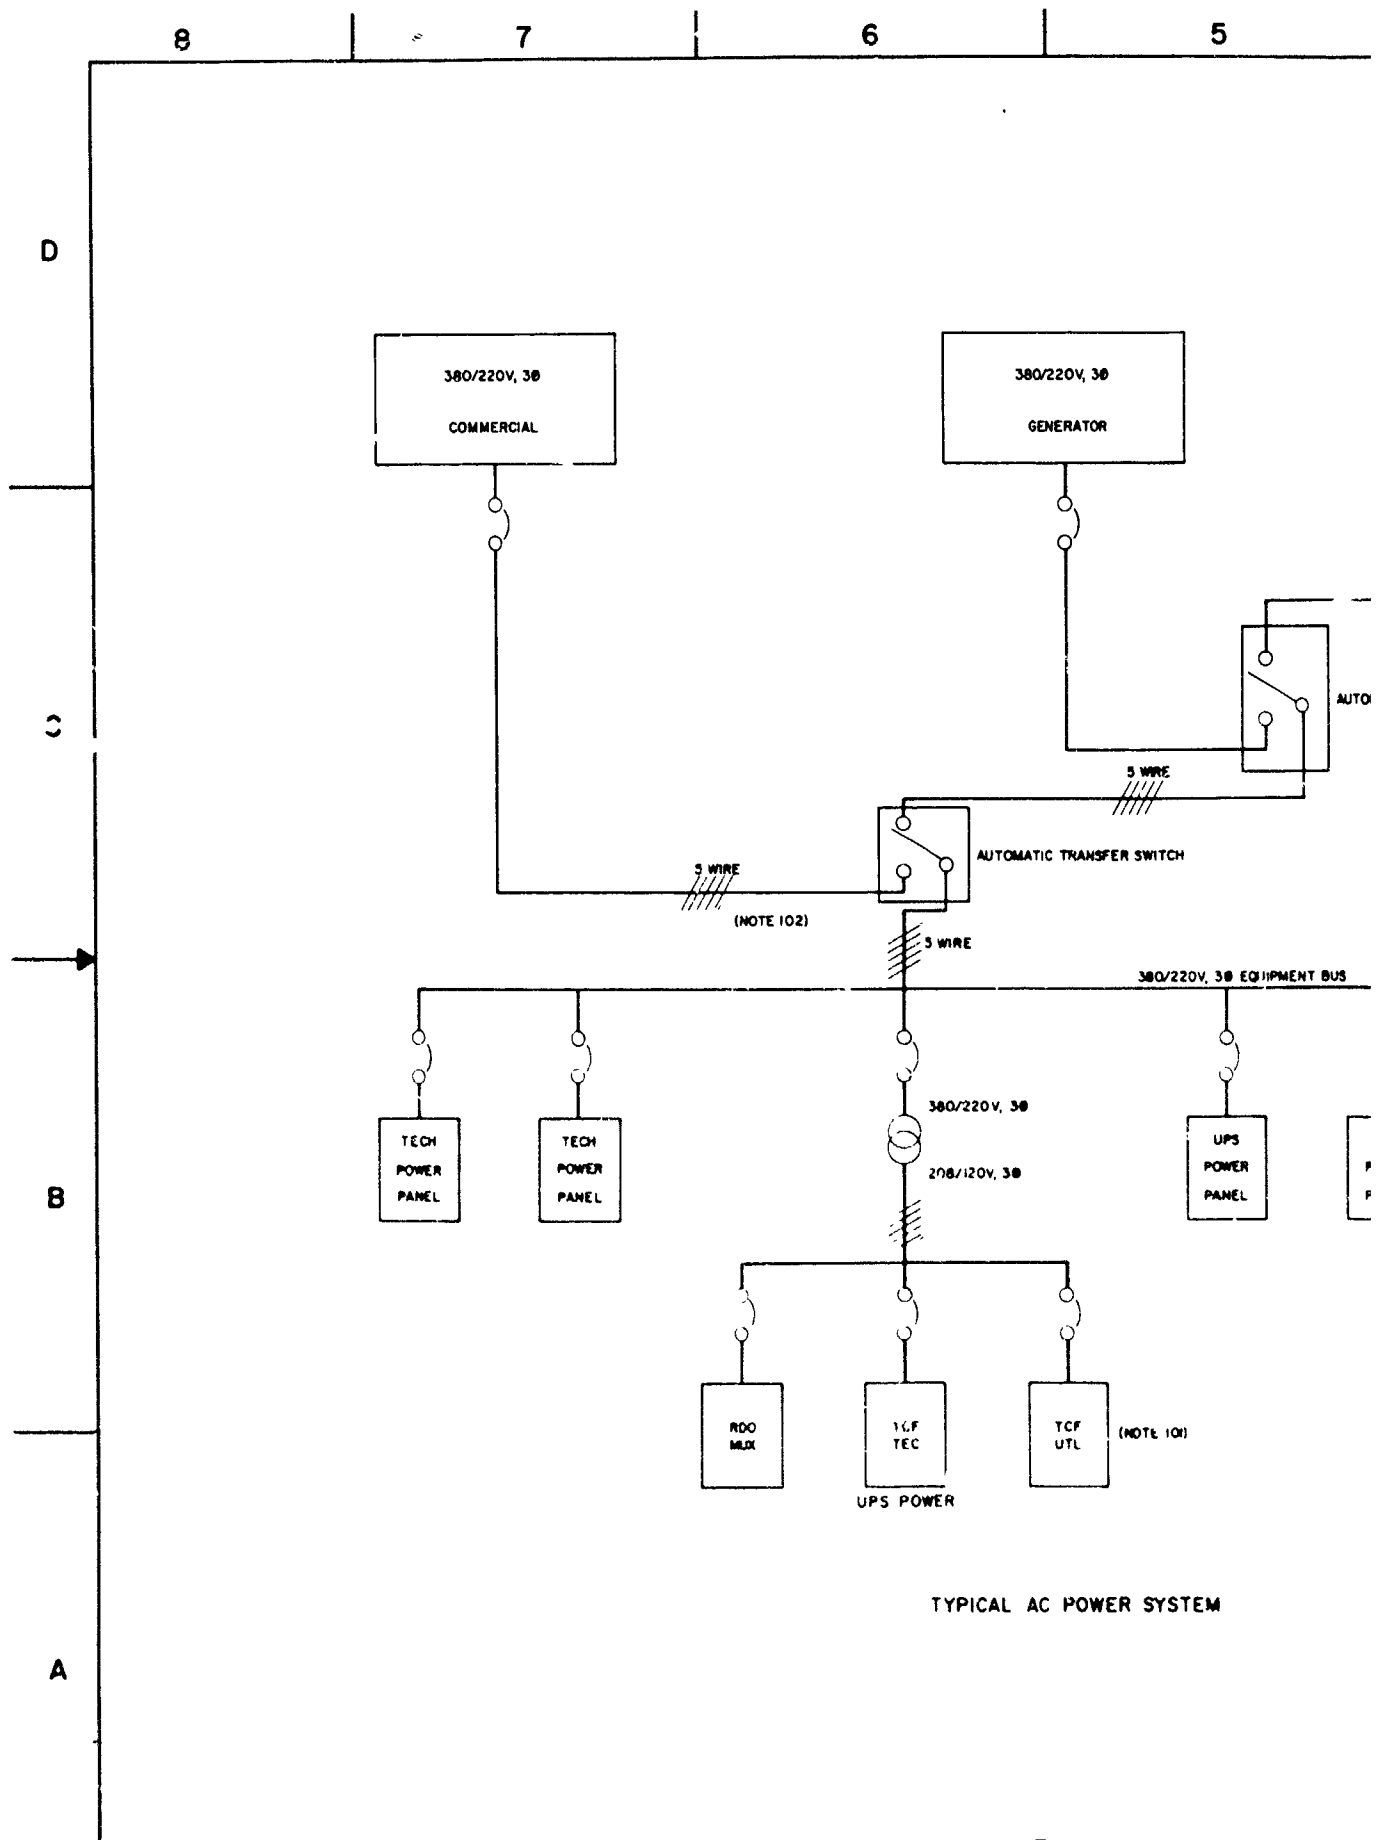 8 7 6 5
D
380/220V, 3Ø
COMMERCIAL
380/220V, 3Ø
GENERATOR
C
AUTO
5 WIRE
AUTOMATIC TRANSFER SWITCH
5 WIRE
(NOTE 102)
5 WIRE
380/220V, 3Ø EQUIPMENT BUS
TECH
POWER
PANEL
TECH
POWER
PANEL
380/220V, 3Ø
208/120V, 3Ø
UPS
POWER
PANEL
P
P
B
RDO
MUX
TCF
TEC
TCF
UTL
(NOTE 101)
UPS POWER
TYPICAL AC POWER SYSTEM
A